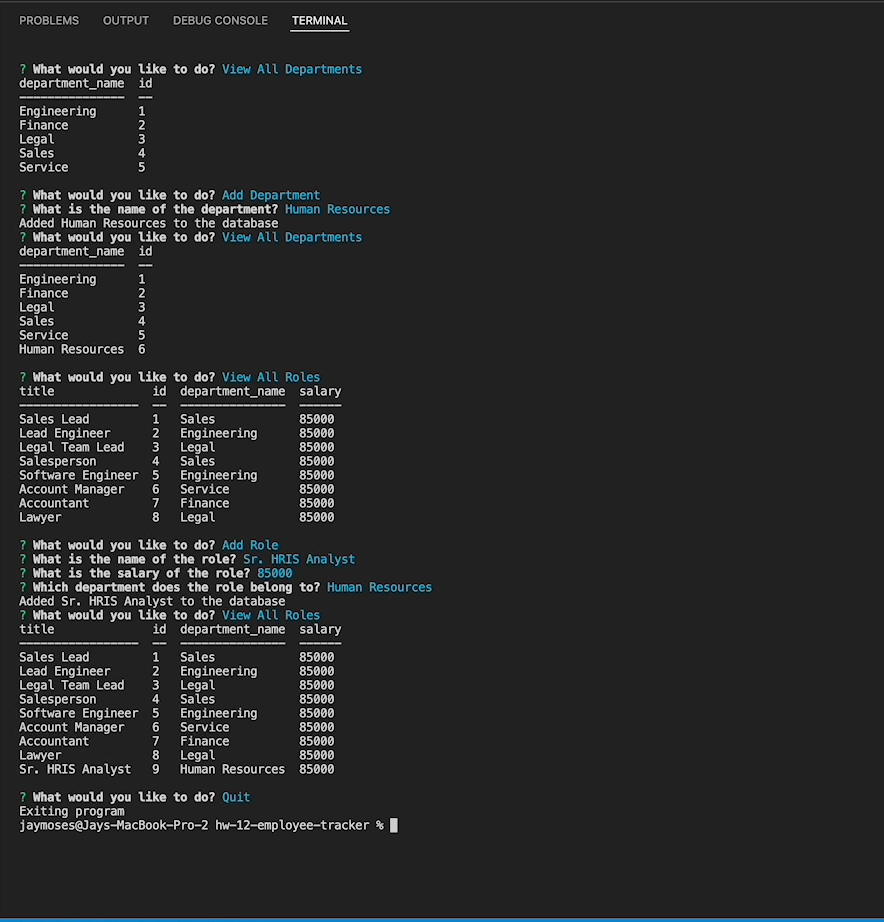 PROBLEMS OUTPUT DEBUG CONSOLE TERMINAL
? What would you like to do? View All Departments
department_name  id
---------------  --
Engineering      1
Finance          2
Legal            3
Sales            4
Service          5
? What would you like to do? Add Department
? What is the name of the department? Human Resources
Added Human Resources to the database
? What would you like to do? View All Departments
department_name  id
---------------  --
Engineering      1
Finance          2
Legal            3
Sales            4
Service          5
Human Resources  6
? What would you like to do? View All Roles
title              id  department_name  salary
-----------------  --  ---------------  ------
Sales Lead         1   Sales            85000
Lead Engineer      2   Engineering      85000
Legal Team Lead    3   Legal            85000
Salesperson        4   Sales            85000
Software Engineer  5   Engineering      85000
Account Manager    6   Service          85000
Accountant         7   Finance          85000
Lawyer             8   Legal            85000
? What would you like to do? Add Role
? What is the name of the role? Sr. HRIS Analyst
? What is the salary of the role? 85000
? Which department does the role belong to? Human Resources
Added Sr. HRIS Analyst to the database
? What would you like to do? View All Roles
title              id  department_name  salary
-----------------  --  ---------------  ------
Sales Lead         1   Sales            85000
Lead Engineer      2   Engineering      85000
Legal Team Lead    3   Legal            85000
Salesperson        4   Sales            85000
Software Engineer  5   Engineering      85000
Account Manager    6   Service          85000
Accountant         7   Finance          85000
Lawyer             8   Legal            85000
Sr. HRIS Analyst   9   Human Resources  85000
? What would you like to do? Quit
Exiting program
jaymoses@Jays-MacBook-Pro-2 hw-12-employee-tracker %